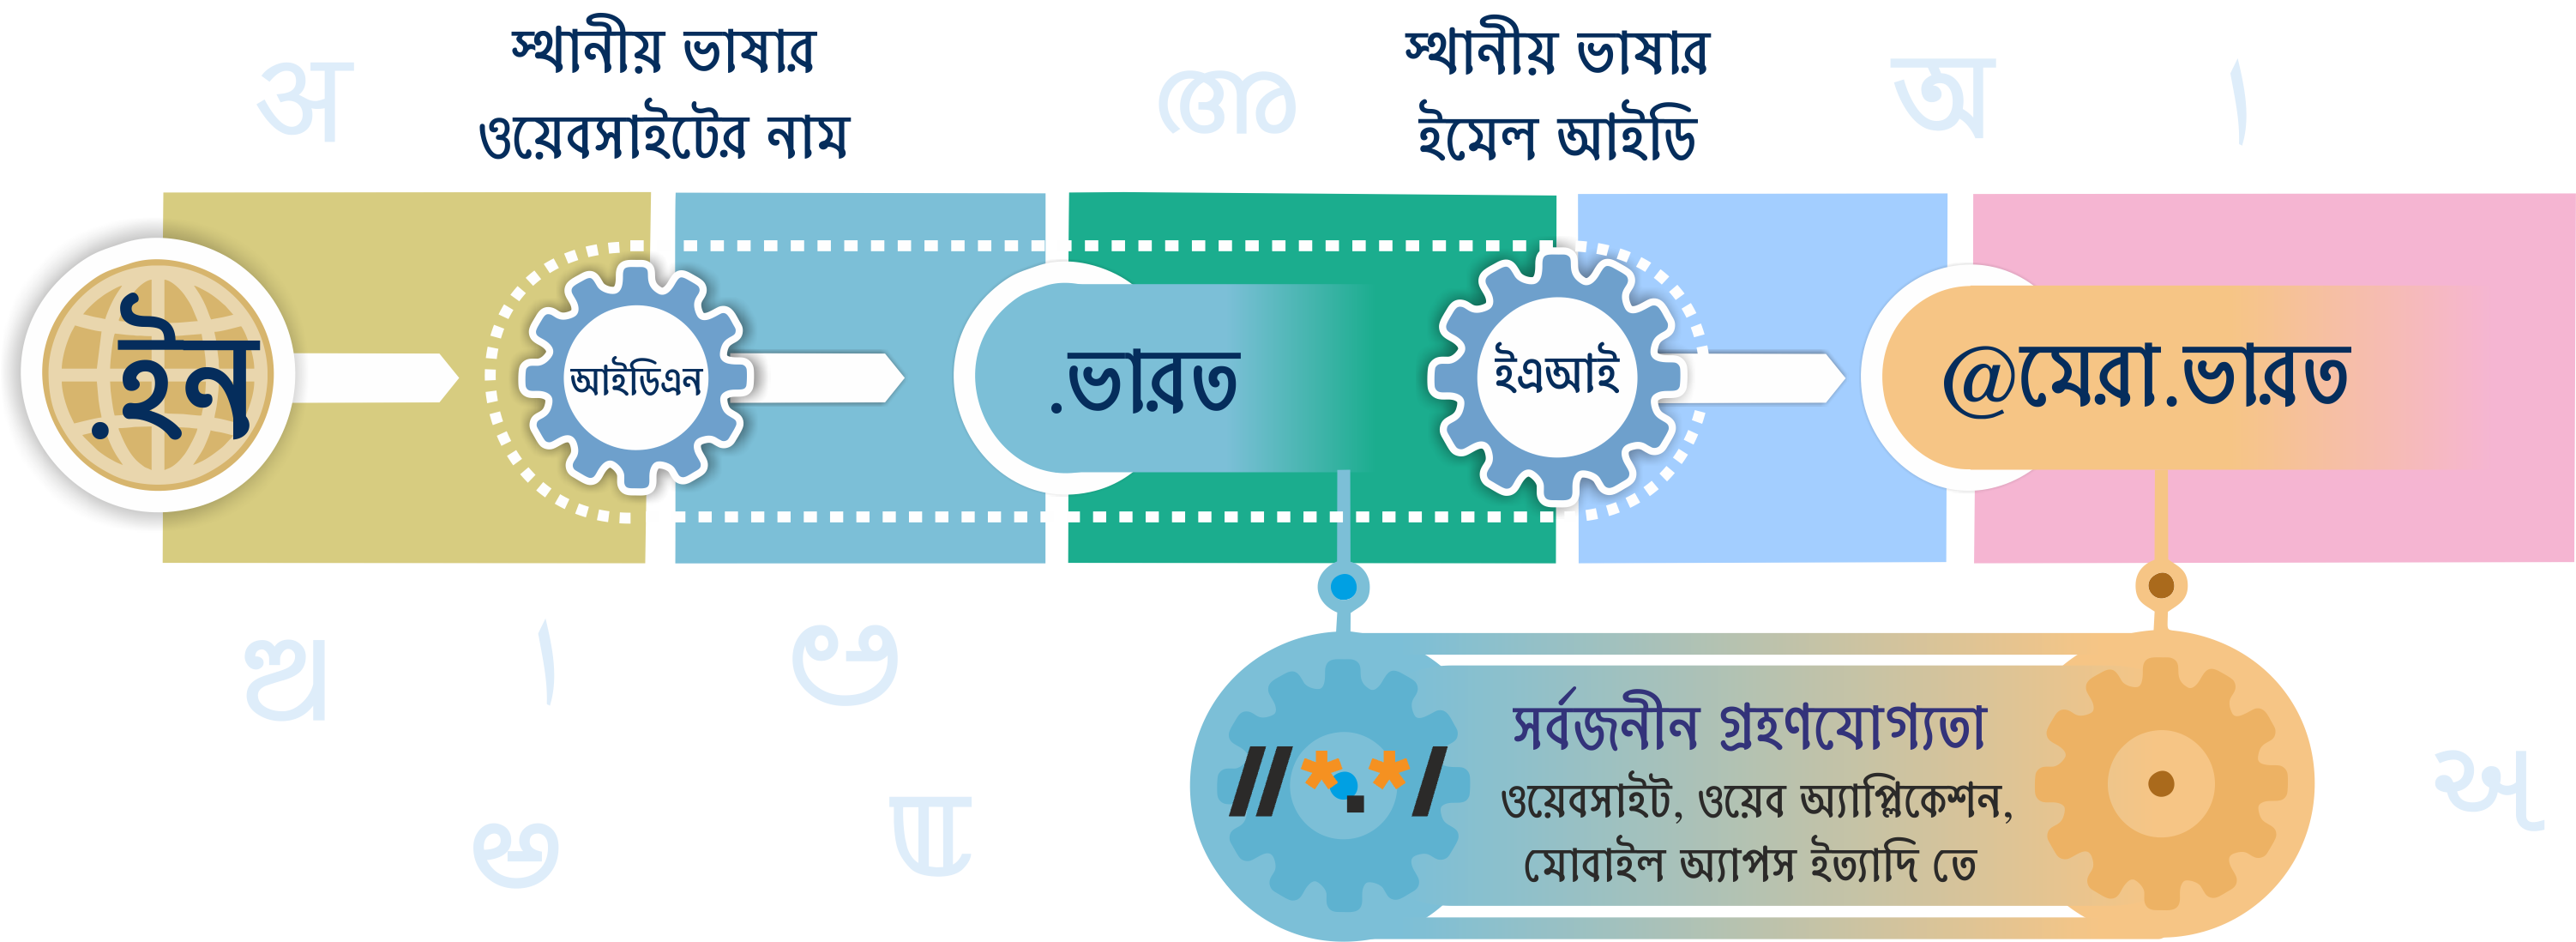 স্থানীয় ভাষার
ওয়েবসাইটের নাম
স্থানীয় ভাষার
ইমেল আইডি
.ইন
আইডিএন
.ভারত
ইএআই
@মেরা.ভারত
//*.*/
সর্বজনীন গ্রহণযোগ্যতা
ওয়েবসাইট, ওয়েব অ্যাপ্লিকেশন,
মোবাইল অ্যাপস ইত্যাদি তে
अ
അ
অ
ا
ଅ
ا
అ
ಅ
ꯃ
અ